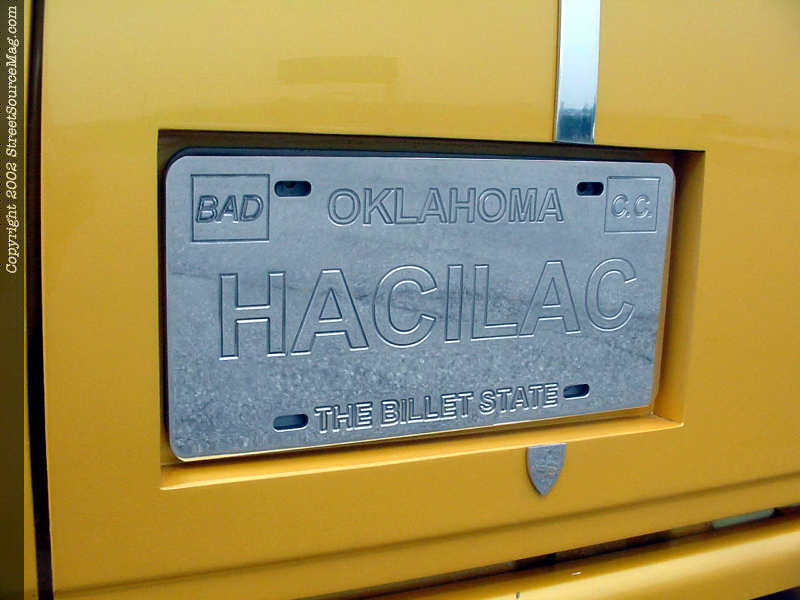 BAD
OKLAHOMA
C.C.
HACILAC
THE BILLET STATE
Copyright 2002 StreetSourceMag.com